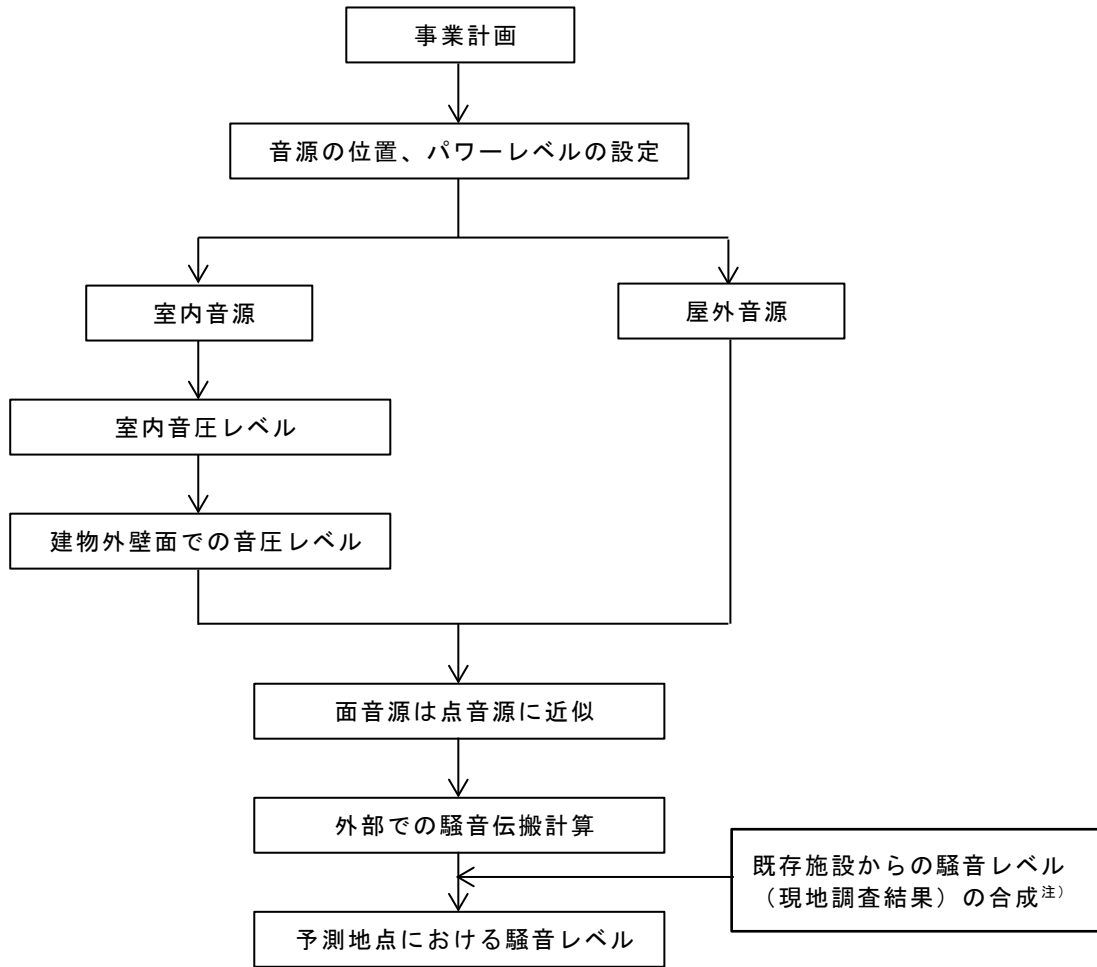 事業計画
音源の位置、パワーレベルの設定
室内音源
屋外音源
室内音圧レベル
建物外壁面での音圧レベル
面音源は点音源に近似
外部での騒音伝搬計算
既存施設からの騒音レベル
（現地調査結果）の合成注）
予測地点における騒音レベル